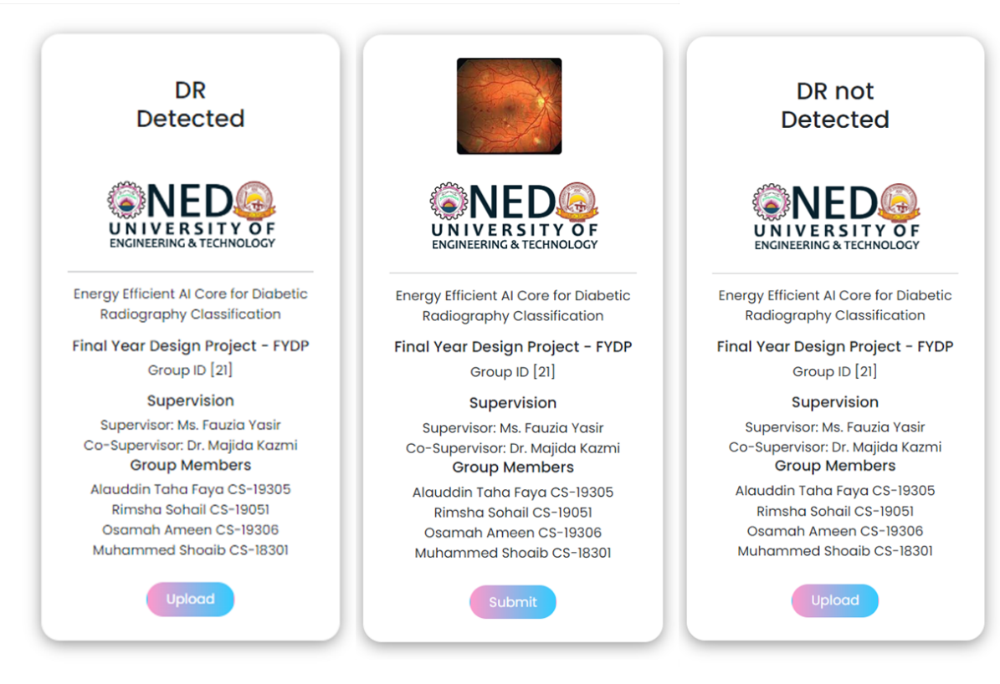 DR
Detected
NED
UNIVERSITY OF
ENGINEERING & TECHNOLOGY
Energy Efficient AI Core for Diabetic
Radiography Classification
Final Year Design Project - FYDP
Group ID [21]
Supervision
Supervisor: Ms. Fauzia Yasir
Co-Supervisor: Dr. Majida Kazmi
Group Members
Alauddin Taha Faya CS-19305
Rimsha Sohail CS-19051
Osamah Ameen CS-19306
Muhammed Shoaib CS-18301
Upload
NED
UNIVERSITY OF
ENGINEERING & TECHNOLOGY
Energy Efficient AI Core for Diabetic
Radiography Classification
Final Year Design Project - FYDP
Group ID [21]
Supervision
Supervisor: Ms. Fauzia Yasir
Co-Supervisor: Dr. Majida Kazmi
Group Members
Alauddin Taha Faya CS-19305
Rimsha Sohail CS-19051
Osamah Ameen CS-19306
Muhammed Shoaib CS-18301
Submit
DR not
Detected
NED
UNIVERSITY OF
ENGINEERING & TECHNOLOGY
Energy Efficient AI Core for Diabetic
Radiography Classification
Final Year Design Project - FYDP
Group ID [21]
Supervision
Supervisor: Ms. Fauzia Yasir
Co-Supervisor: Dr. Majida Kazmi
Group Members
Alauddin Taha Faya CS-19305
Rimsha Sohail CS-19051
Osamah Ameen CS-19306
Muhammed Shoaib CS-18301
Upload